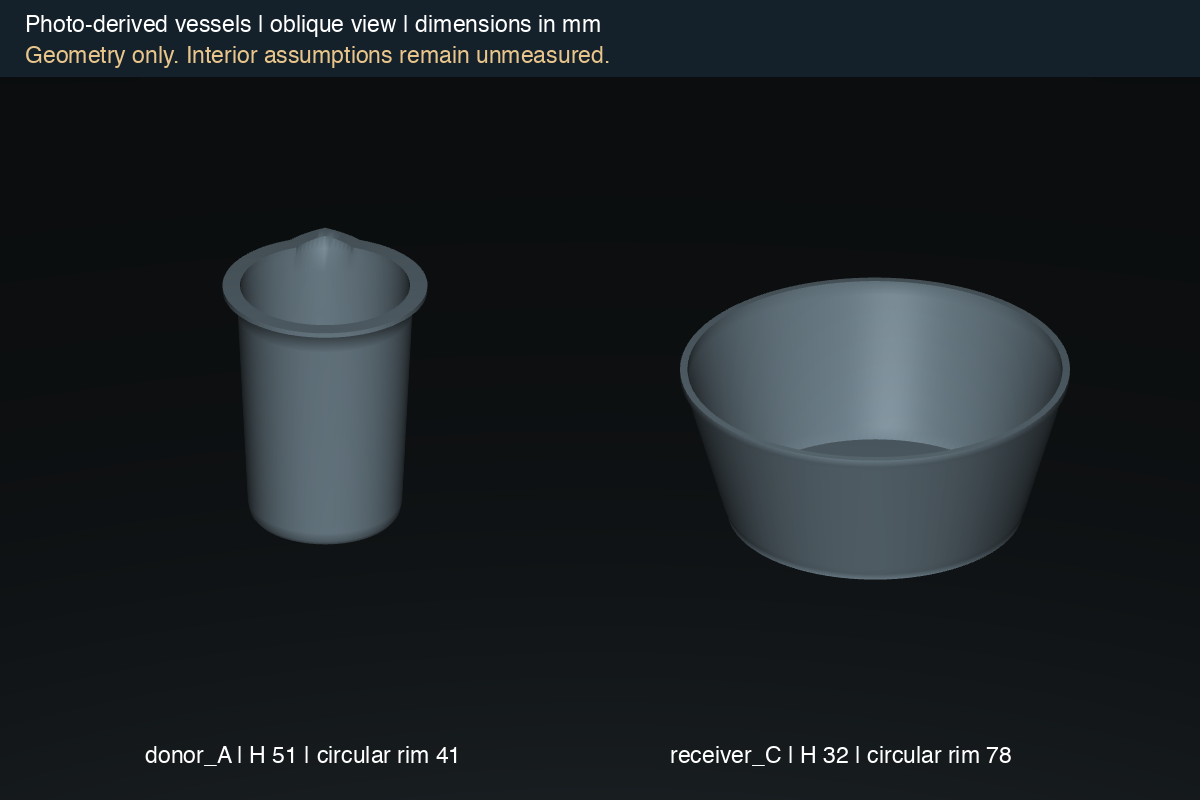 Photo-derived vessels | oblique view | dimensions in mm
Geometry only. Interior assumptions remain unmeasured.
donor_A | H 51 | circular rim 41
receiver_C | H 32 | circular rim 78